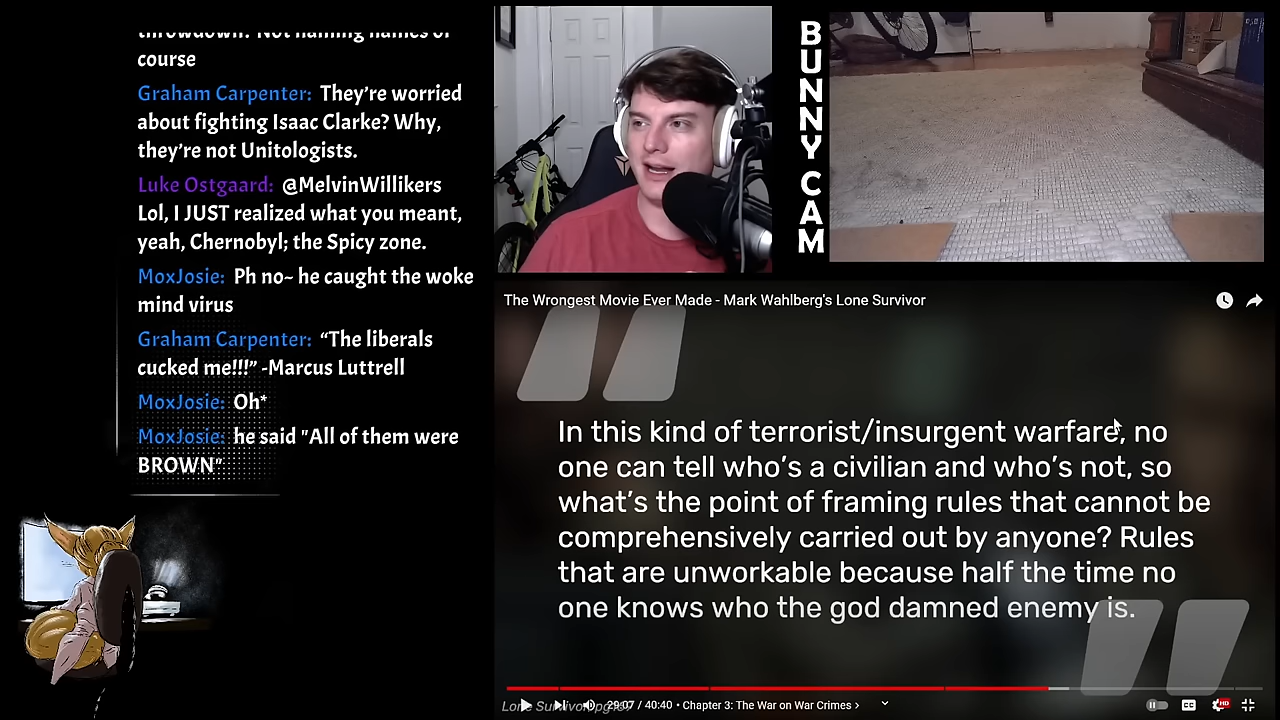 throwdown? Not naming names of
course
Graham Carpenter: They’re worried
about fighting Isaac Clarke? Why,
they’re not Unitologists.
Luke Ostgaard: @MelvinWillikers
Lol, I JUST realized what you meant,
yeah, Chernobyl; the Spicy zone.
MoxJosie: Ph no~ he caught the woke
mind virus
Graham Carpenter: “The liberals
cucked me!!!” -Marcus Luttrell
MoxJosie: Oh*
MoxJosie: he said "All of them were
BROWN"
BUNNY CAM
The Wrongest Movie Ever Made - Mark Wahlberg's Lone Survivor
In this kind of terrorist/insurgent warfare, no
one can tell who’s a civilian and who’s not, so
what’s the point of framing rules that cannot be
comprehensively carried out by anyone? Rules
that are unworkable because half the time no
one knows who the god damned enemy is.
Lone Survivor
29:07 / 40:40 • Chapter 3: The War on War Crimes ›
CC
HD